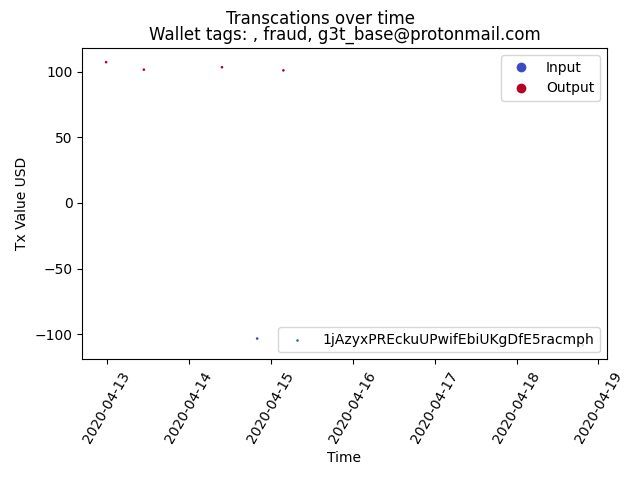 Transcations over time
Wallet tags: , fraud, g3t_base@protonmail.com
Tx Value USD
100
50
0
−50
−100
Input
Output
1jAzyxPREckuUPwifEbiUKgDfE5racmph
2020-04-13
2020-04-14
2020-04-15
2020-04-16
2020-04-17
2020-04-18
2020-04-19
Time